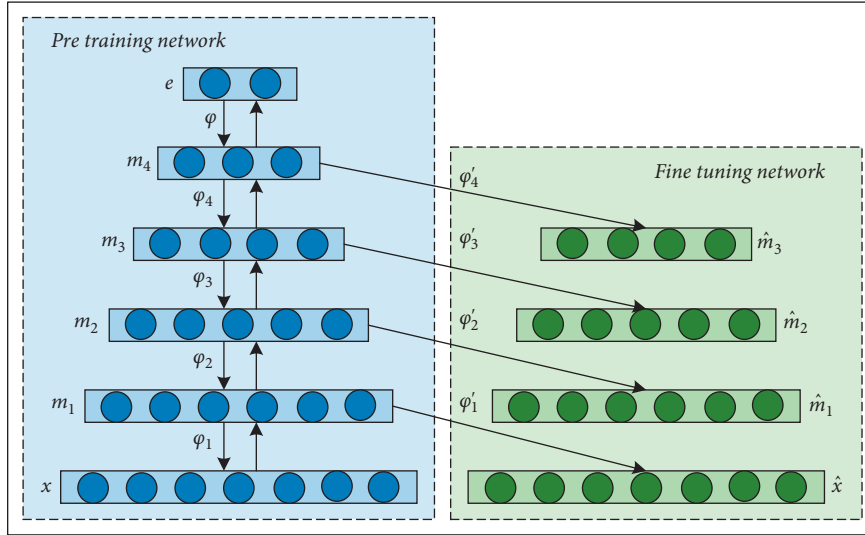 Pre training network
e
φ
m₄
φ₄
φ′₄
Fine tuning network
m₃
φ′₃
m̂₃
φ₃
m₂
φ′₂
m̂₂
φ₂
m₁
φ′₁
m̂₁
φ₁
x
x̂